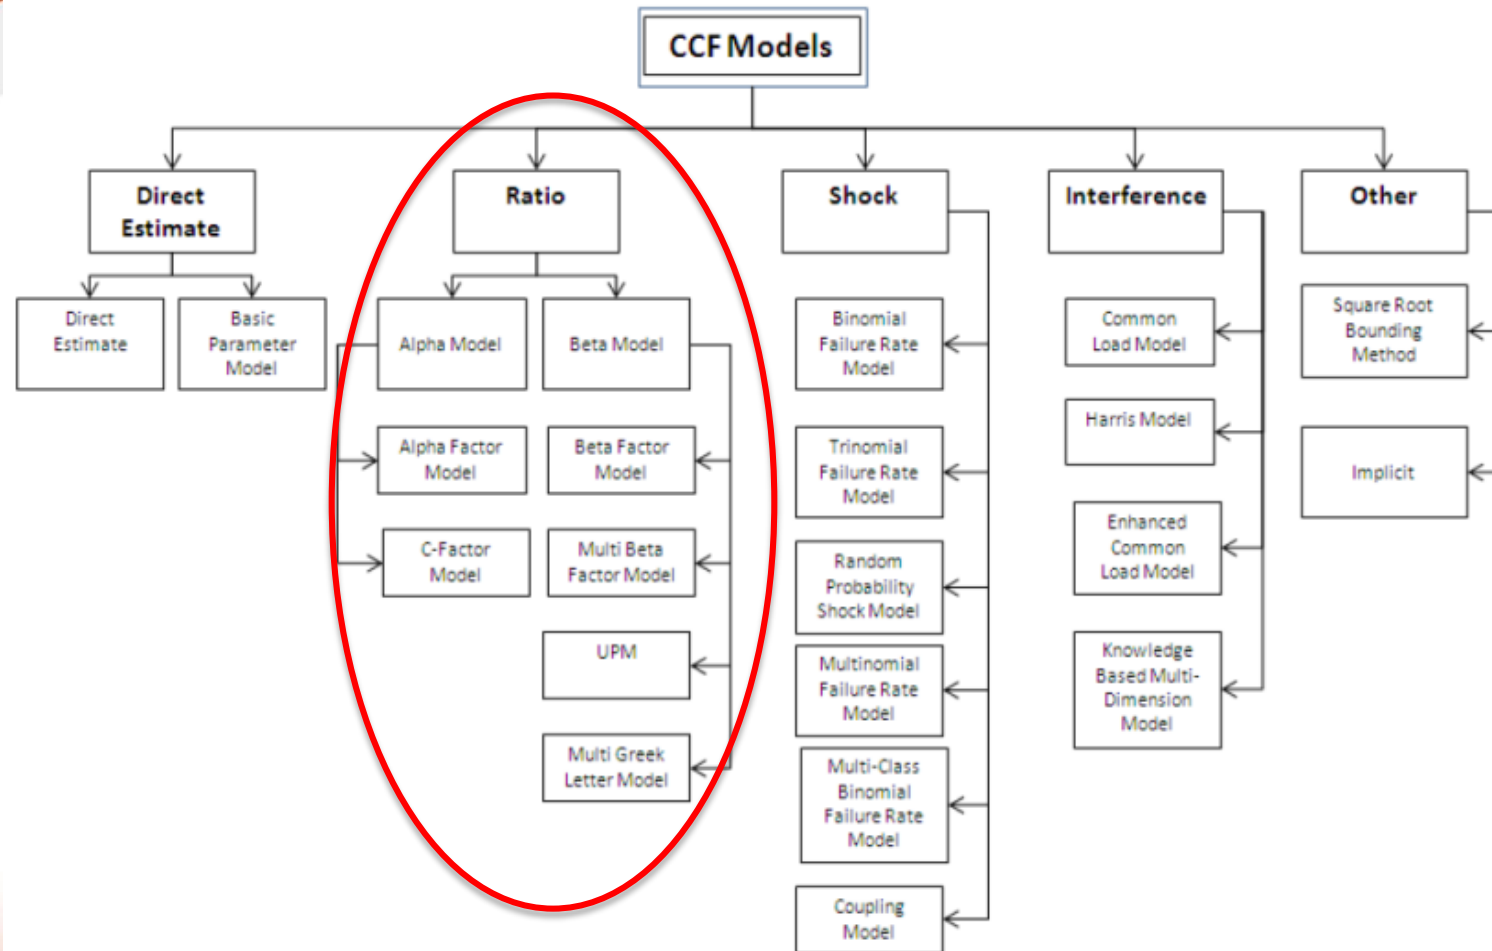 CCF Models
Direct
Estimate
Ratio
Shock
Interference
Other
Direct
Estimate
Basic
Parameter
Model
Alpha Model
Beta Model
Alpha Factor
Model
Beta Factor
Model
C-Factor
Model
Multi Beta
Factor Model
UPM
Multi Greek
Letter Model
Binomial
Failure Rate
Model
Trinomial
Failure Rate
Model
Random
Probability
Shock Model
Multinomial
Failure Rate
Model
Multi-Class
Binomial
Failure Rate
Model
Coupling
Model
Common
Load Model
Harris Model
Enhanced
Common
Load Model
Knowledge
Based Multi-
Dimension
Model
Square Root
Bounding
Method
Implicit